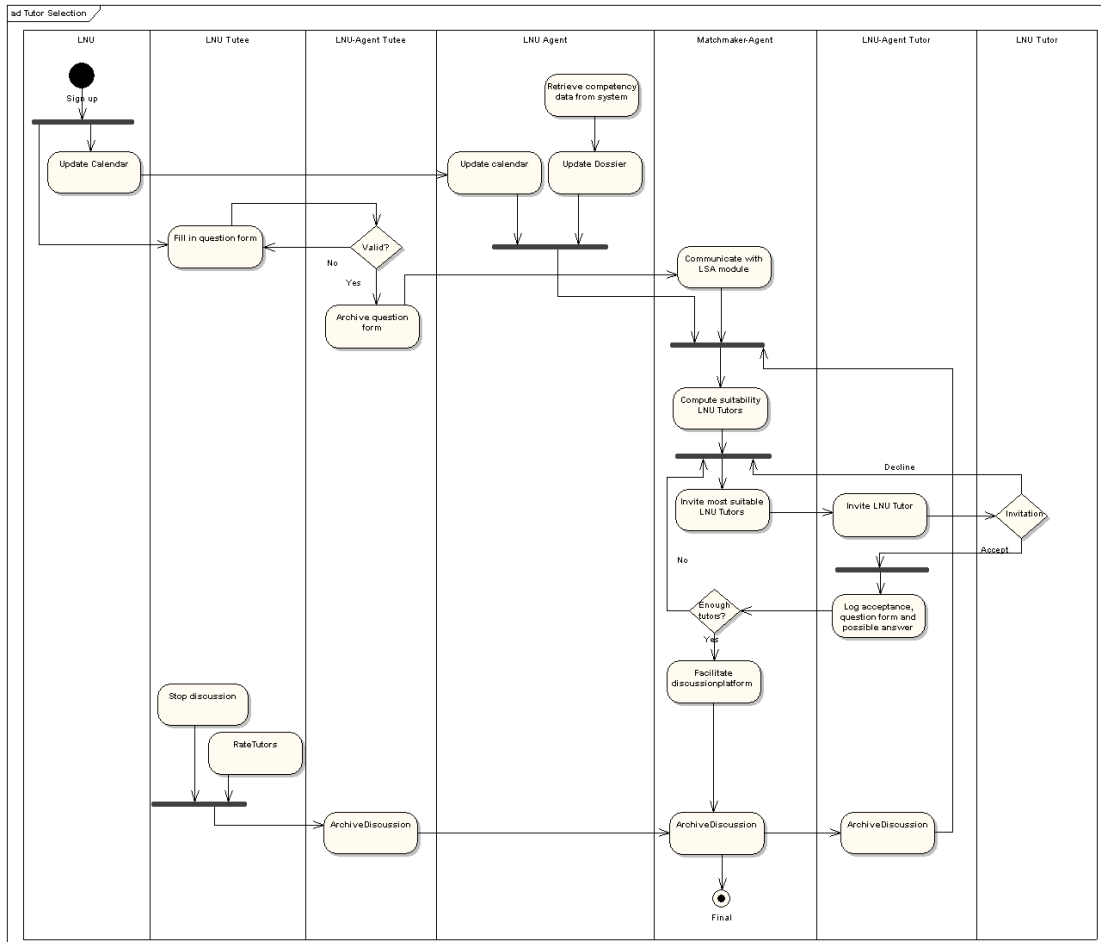 ad Tutor Selection
LNU
LNU Tutee
LNU-Agent Tutee
LNU Agent
Matchmaker-Agent
LNU-Agent Tutor
LNU Tutor
Sign up
Retrieve competency
data from system
Update Calendar
Update calendar
Update Dossier
Fill in question form
Valid?
No
Yes
Communicate with
LSA module
Archive question
form
Compute suitability
LNU Tutors
Decline
Invite most suitable
LNU Tutors
Invite LNU Tutor
Invitation
Accept
No
Enough
tutors?
Log acceptance,
question form and
possible answer
Yes
Facilitate
discussionplatform
Stop discussion
RateTutors
ArchiveDiscussion
ArchiveDiscussion
ArchiveDiscussion
Final